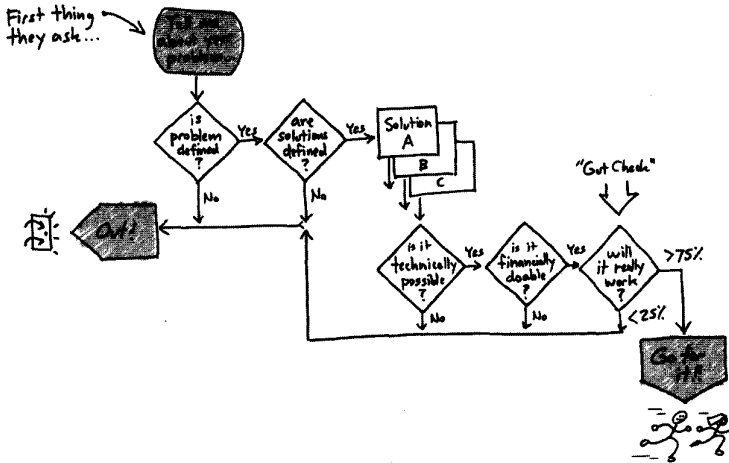 First thing
they ask...
Tell me
about your
problem...
is
problem
defined
?
Yes
No
are
solutions
defined
?
Yes
No
Solution
A
B
C
Out!
"Gut Check"
is it
technically
possible
?
Yes
No
is it
financially
doable
?
Yes
No
will
it really
work
?
>75%
<25%
Go for
it!!